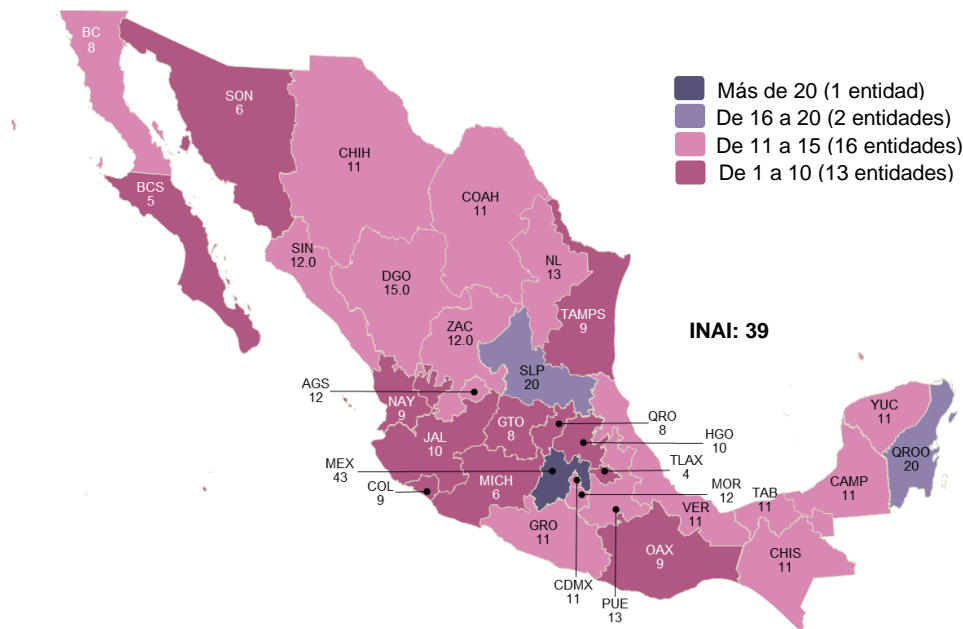 BC
8
SON
6
CHIH
11
BCS
5
COAH
11
SIN
12.0
DGO
15.0
NL
13
ZAC
12.0
TAMPS
9
SLP
20
Más de 20 (1 entidad)
De 16 a 20 (2 entidades)
De 11 a 15 (16 entidades)
De 1 a 10 (13 entidades)
INAI: 39
AGS
12
NAY
9
JAL
10
GTO
8
QRO
8
HGO
10
MEX
43
COL
9
MICH
6
TLAX
4
MOR
12
VER
11
TAB
11
CAMP
11
YUC
11
QROO
20
GRO
11
CDMX
11
PUE
13
OAX
9
CHIS
11